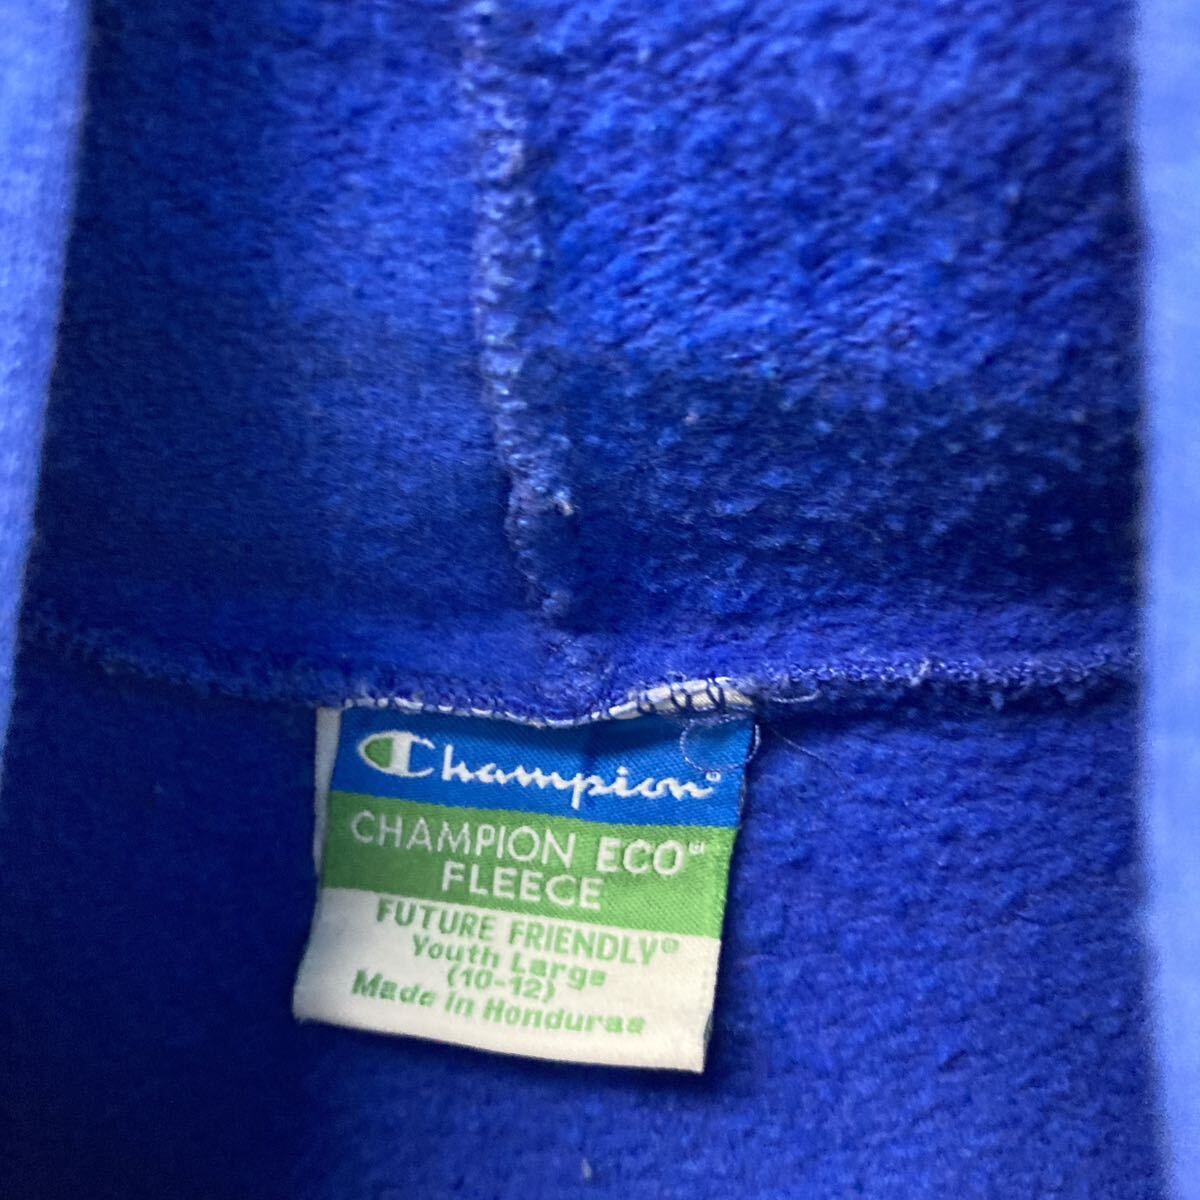 Champion
CHAMPION ECO
FLEECE
FUTURE FRIENDLY®
Youth Large
(10-12)
Made in Honduras